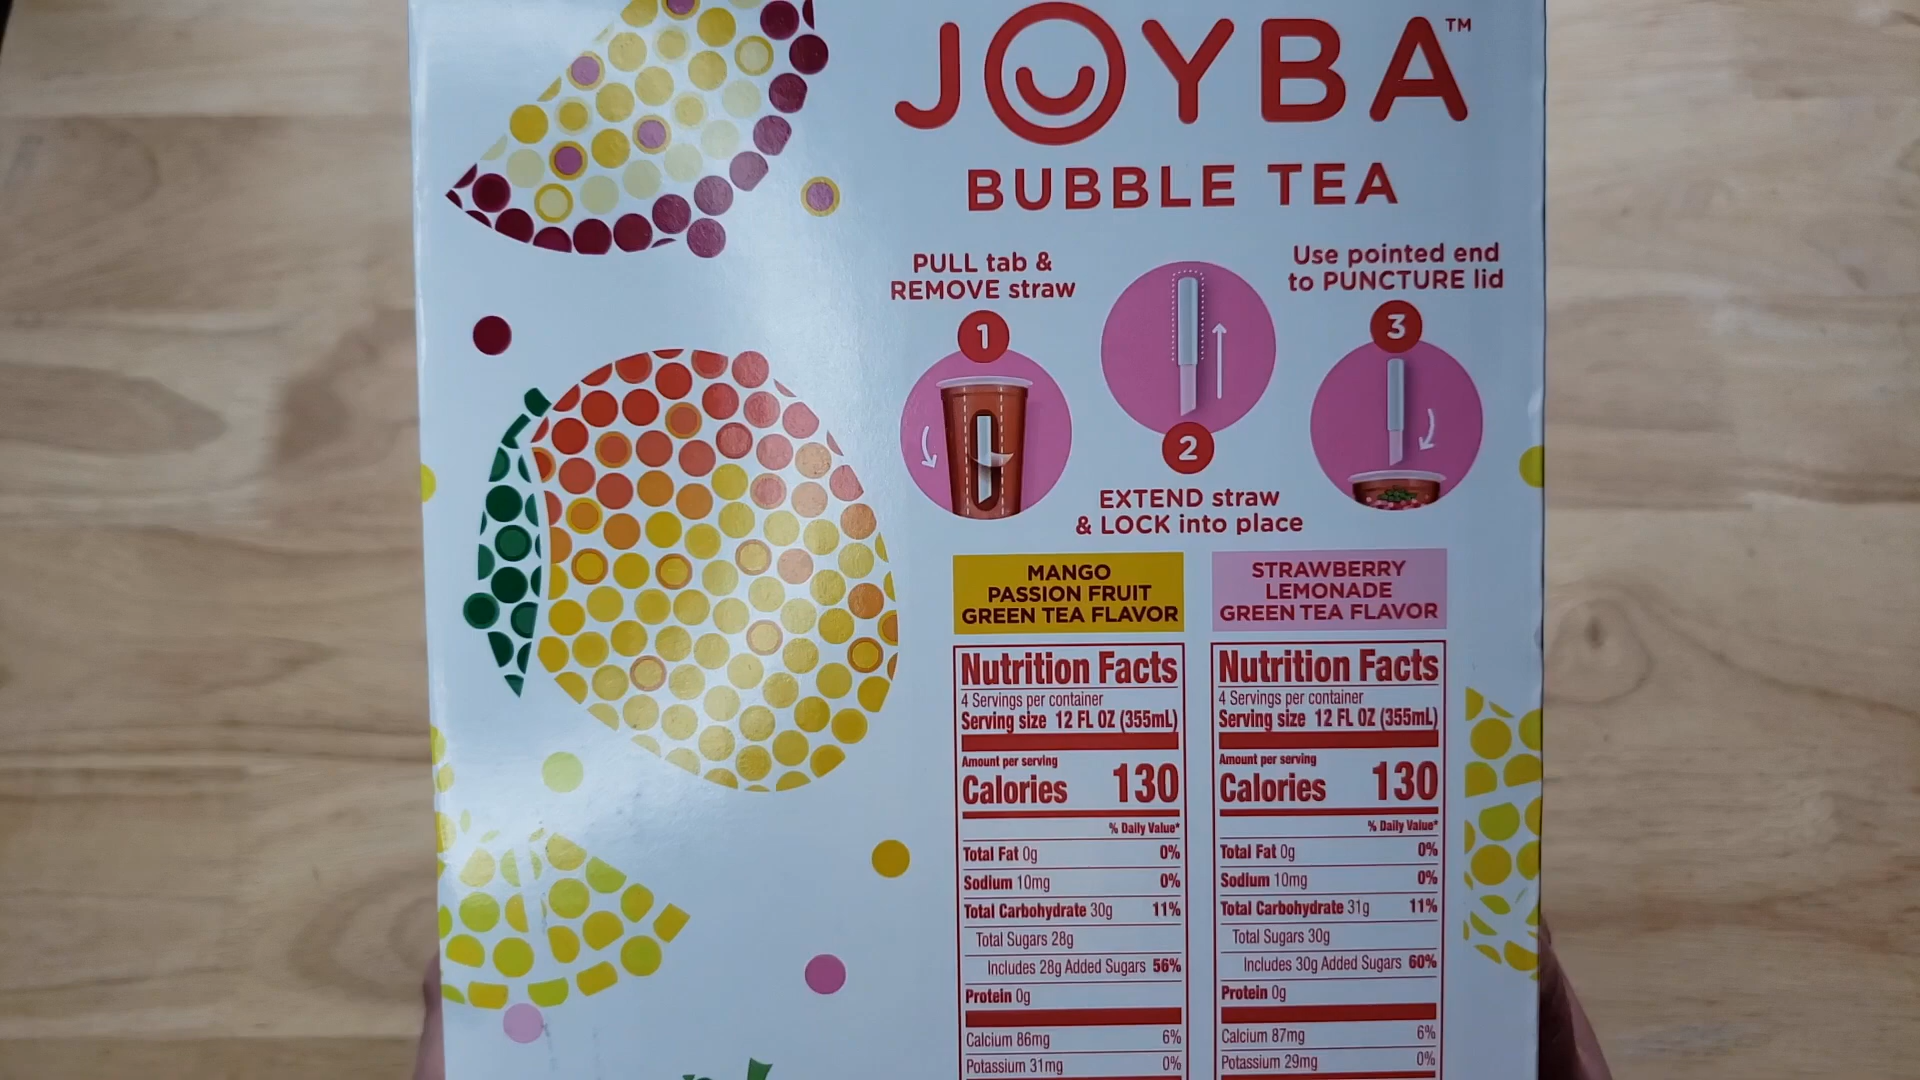 JOYBA™
BUBBLE TEA
PULL tab &
REMOVE straw
1
2
EXTEND straw
& LOCK into place
Use pointed end
to PUNCTURE lid
3
MANGO
PASSION FRUIT
GREEN TEA FLAVOR
Nutrition Facts
4 Servings per container
Serving size 12 FL OZ (355mL)
Amount per serving
Calories 130
% Daily Value*
Total Fat 0g 0%
Sodium 10mg 0%
Total Carbohydrate 30g 11%
Total Sugars 28g
Includes 28g Added Sugars 56%
Protein 0g
Calcium 86mg 6%
Potassium 31mg 0%
STRAWBERRY
LEMONADE
GREEN TEA FLAVOR
Nutrition Facts
4 Servings per container
Serving size 12 FL OZ (355mL)
Amount per serving
Calories 130
% Daily Value*
Total Fat 0g 0%
Sodium 10mg 0%
Total Carbohydrate 31g 11%
Total Sugars 30g
Includes 30g Added Sugars 60%
Protein 0g
Calcium 87mg 6%
Potassium 29mg 0%